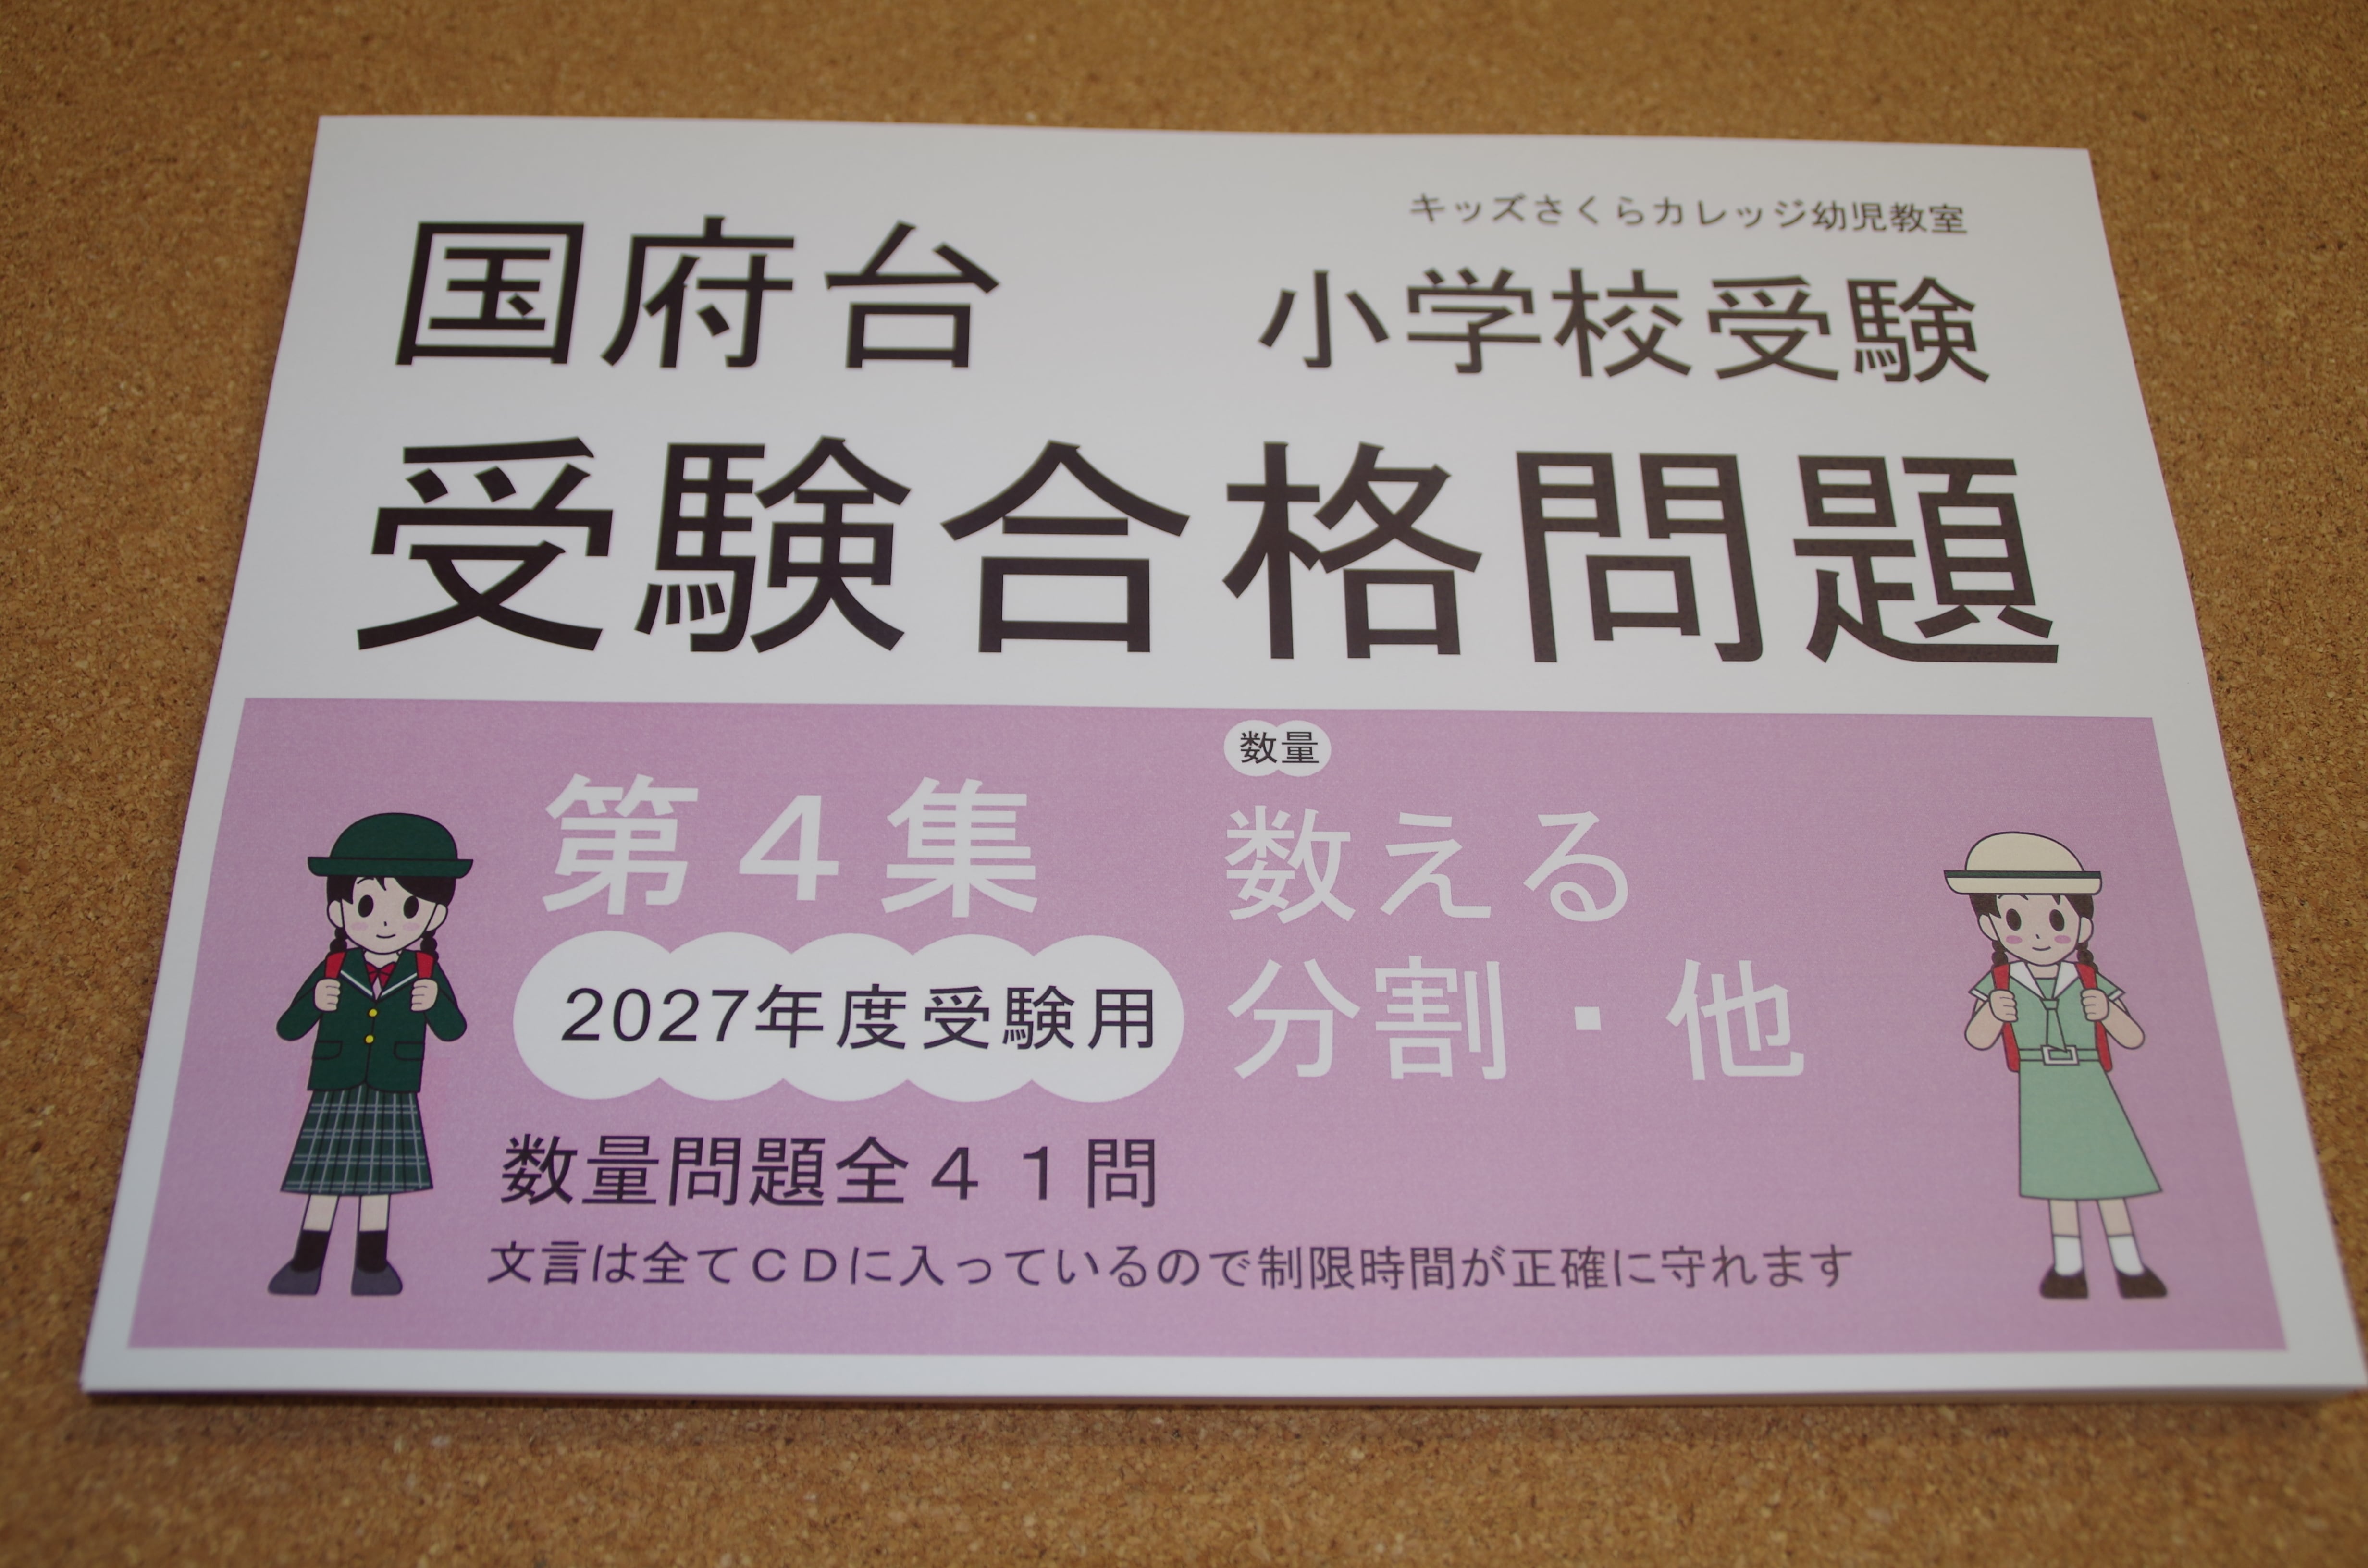 キッズさくらカレッジ幼児教室
国府台 小学校受験
受験合格問題
第4集
2027年度受験用
数量
数える
分割・他
数量問題全41問
文言は全てCDに入っているので制限時間が正確に守れます